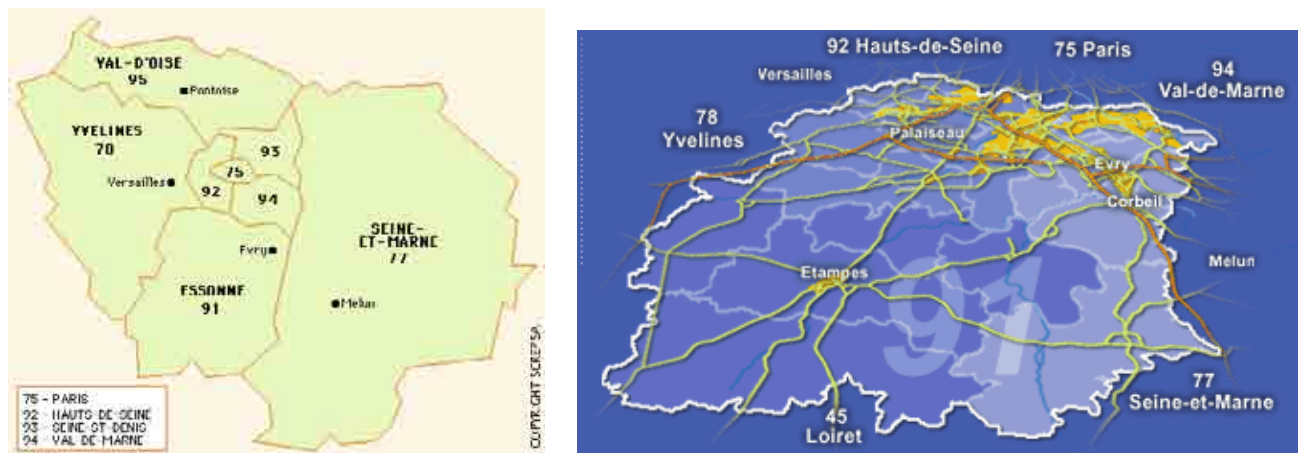 VAL-D'OISE
95
Pontoise
YVELINES
70
Versailles
93
75
92
94
SEINE-
ET-MARNE
77
Evry
ESSONNE
91
Melun
75 - PARIS
92 - HAUTS-DE-SEINE
93 - SEINE-ST-DENIS
94 - VAL DE MARNE
92 Hauts-de-Seine
75 Paris
Versailles
94
Val-de-Marne
78
Yvelines
Palaiseau
Evry
Corbeil
Melun
Etampes
91
77
Seine-et-Marne
45
Loiret